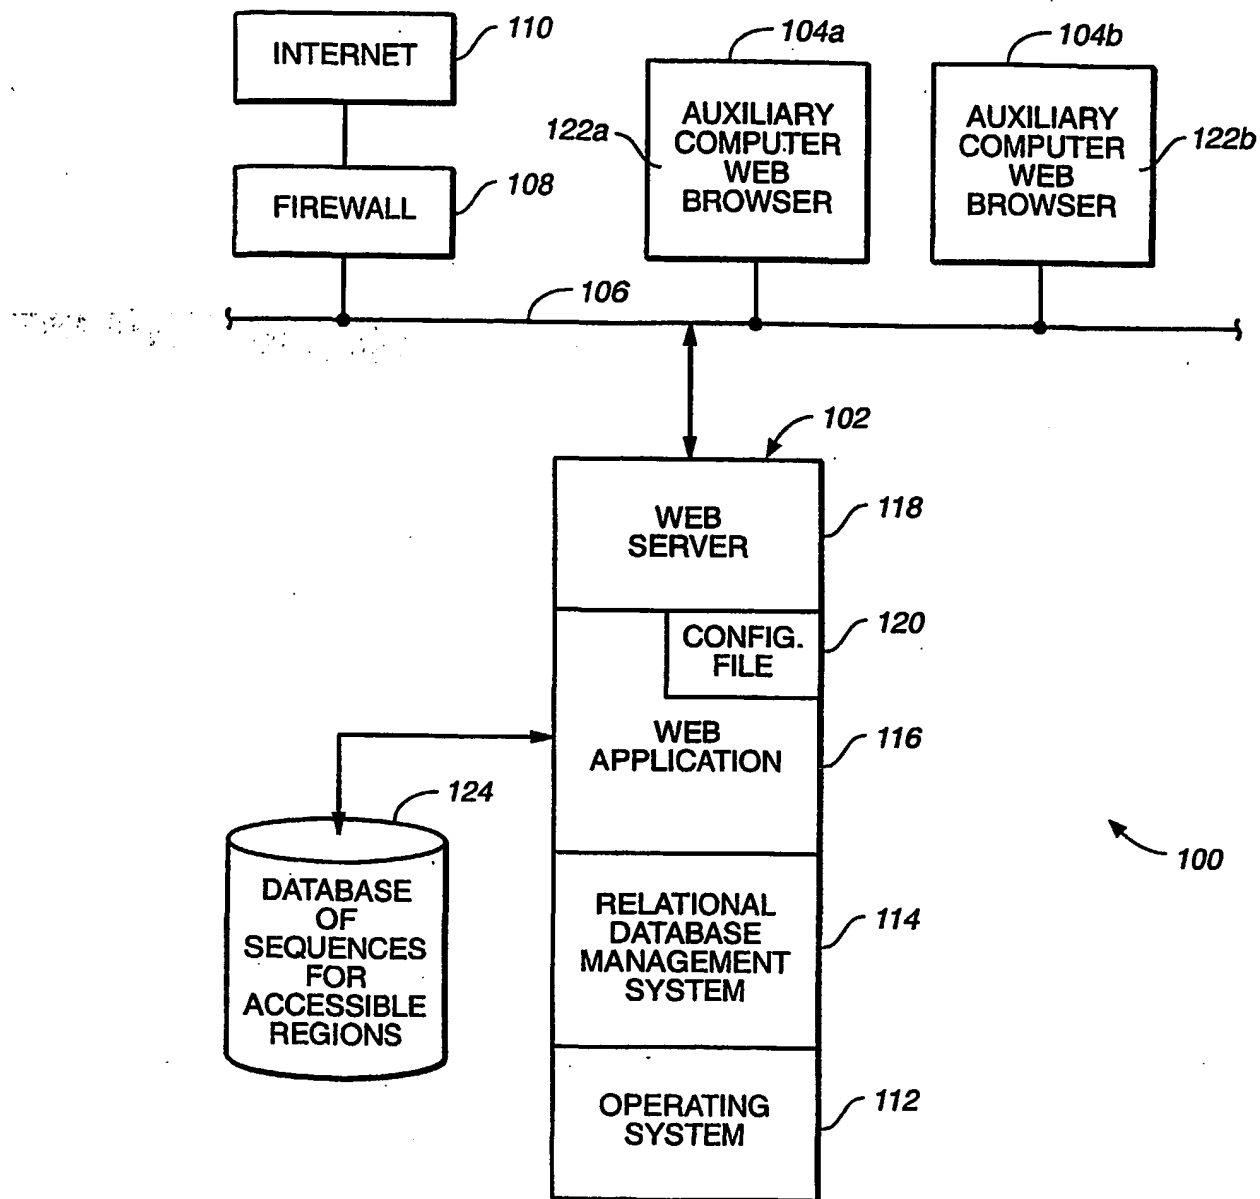 INTERNET
110
104a
104b
AUXILIARY
COMPUTER
WEB
BROWSER
122a
AUXILIARY
COMPUTER
WEB
BROWSER
122b
FIREWALL
108
106
102
WEB
SERVER
118
CONFIG.
FILE
120
WEB
APPLICATION
116
124
DATABASE
OF
SEQUENCES
FOR
ACCESSIBLE
REGIONS
100
RELATIONAL
DATABASE
MANAGEMENT
SYSTEM
114
OPERATING
SYSTEM
112